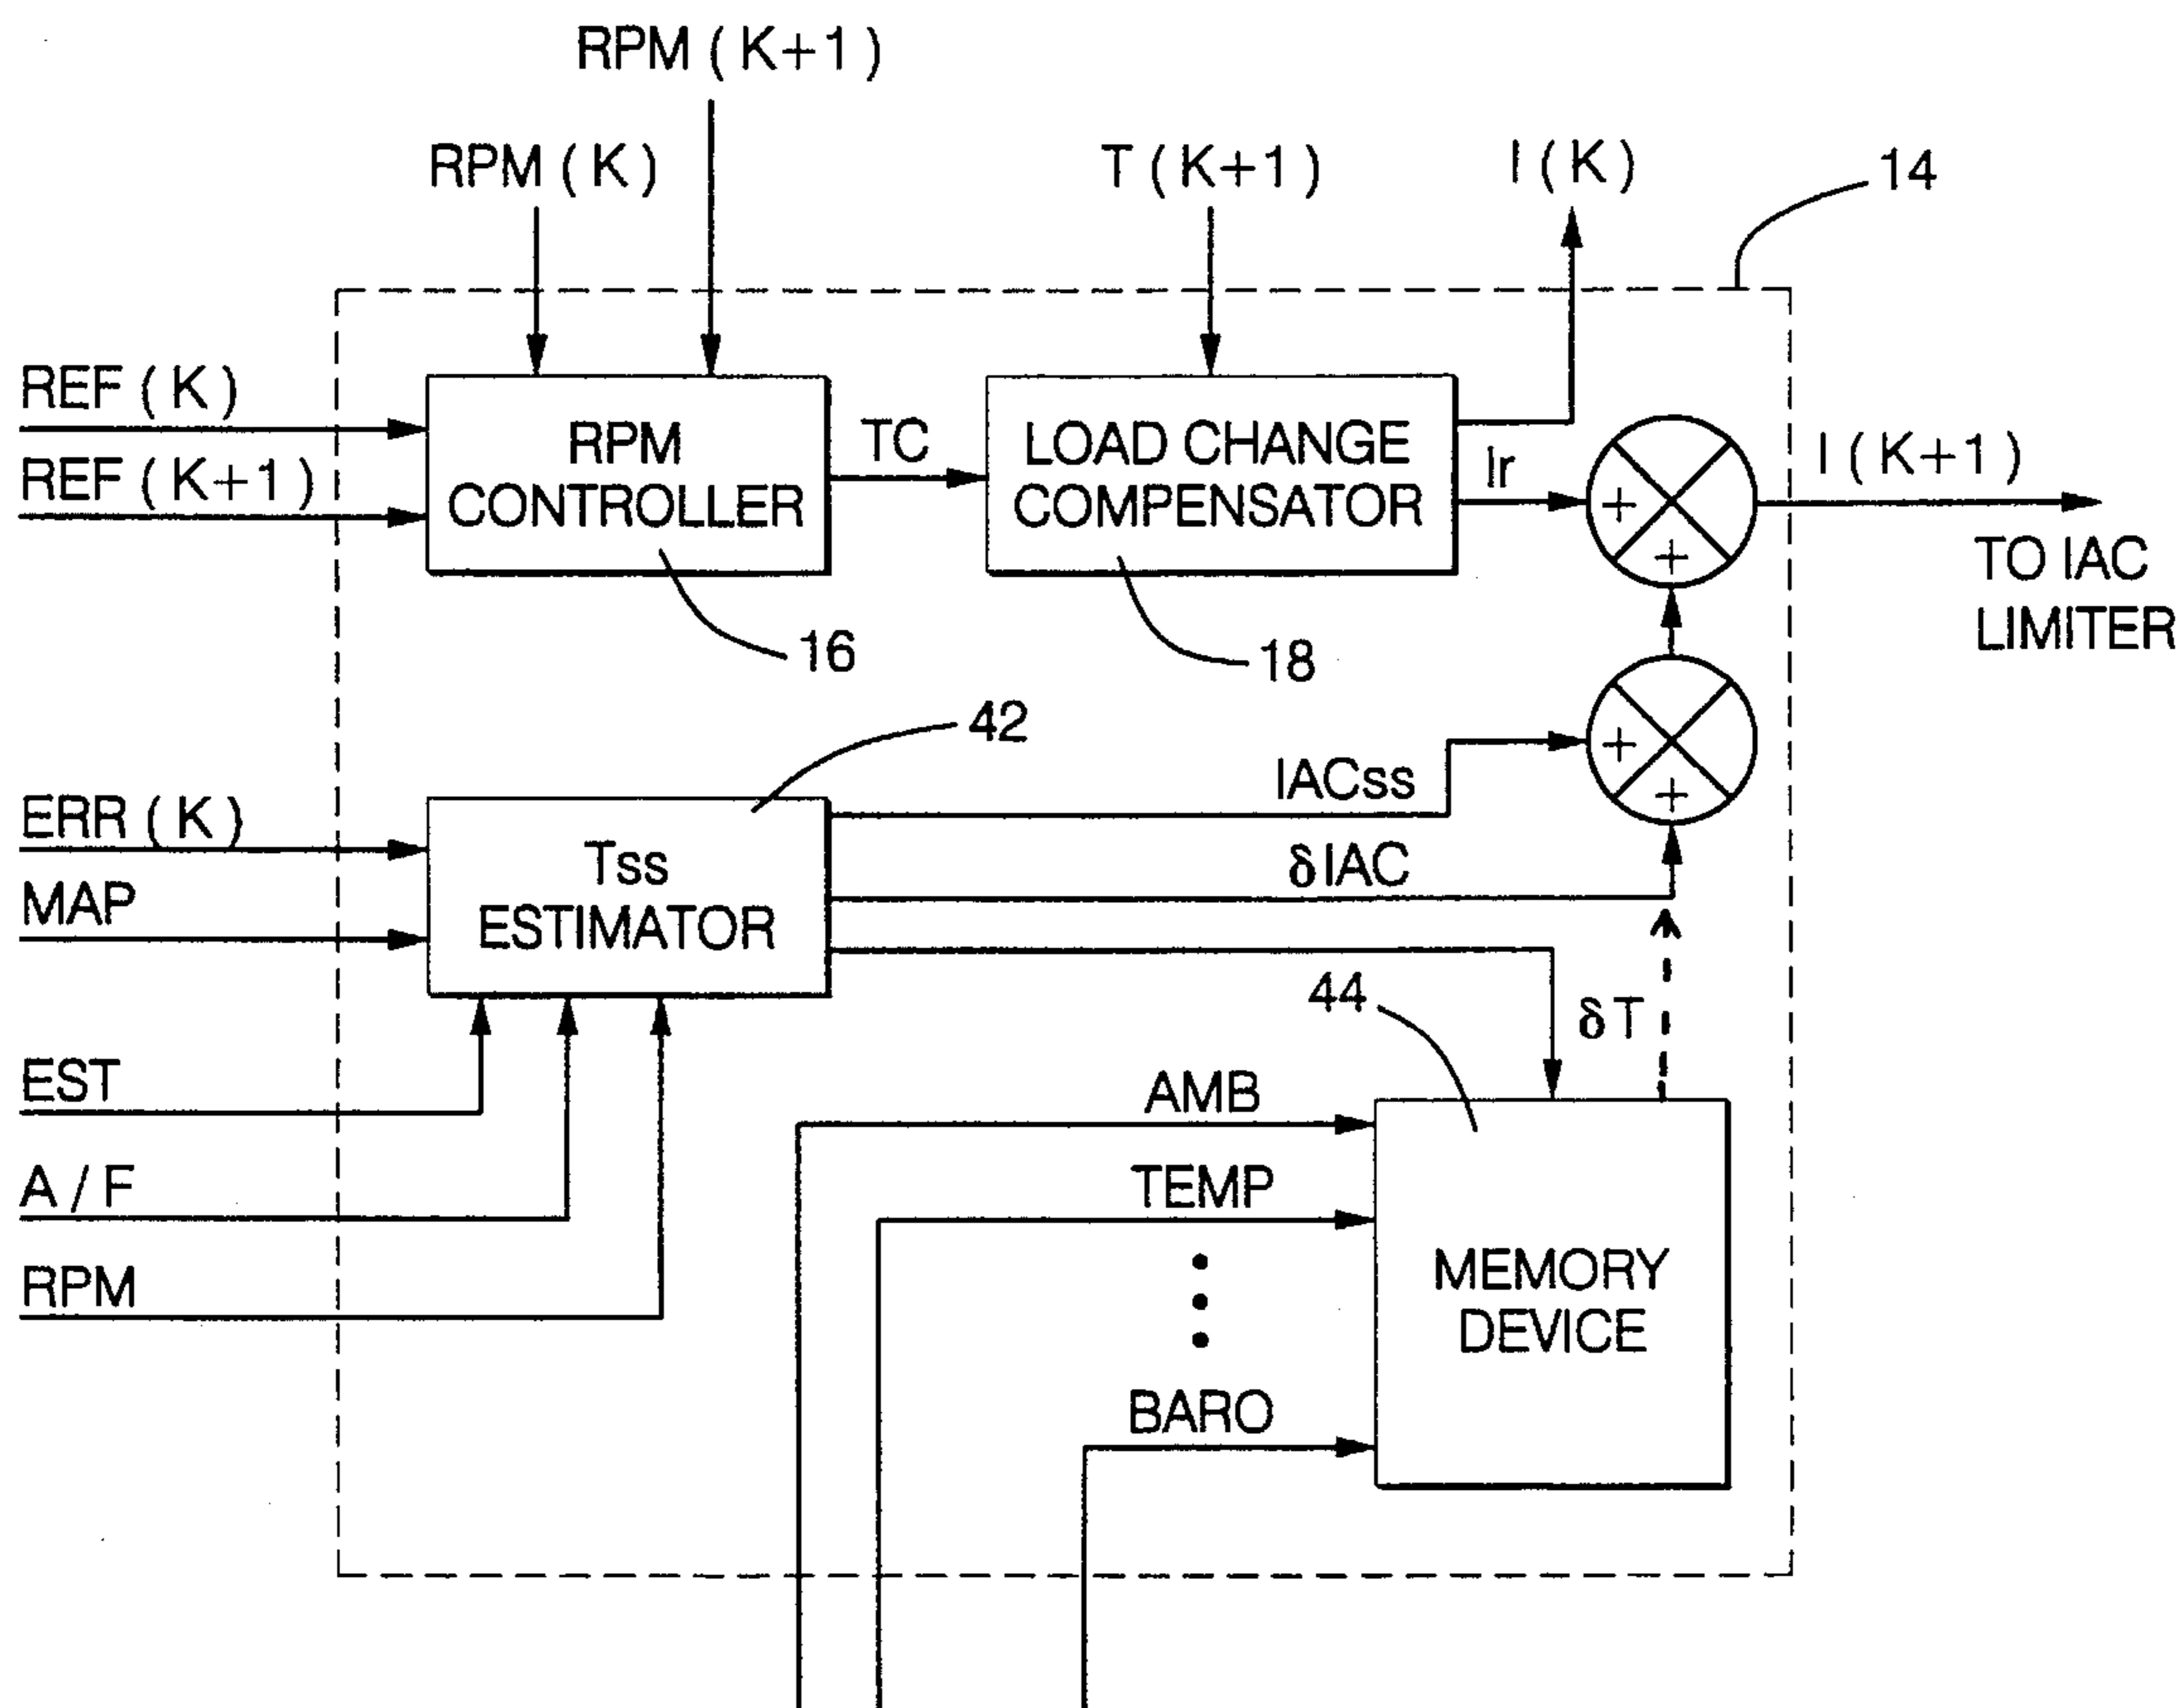 RPM ( K+1 )
RPM ( K )
T ( K+1 )
I ( K )
14
REF ( K )
REF ( K+1 )
RPM
CONTROLLER
TC
LOAD CHANGE
COMPENSATOR
Ir
+
+
I ( K+1 )
TO IAC
LIMITER
16
18
42
ERR ( K )
MAP
Tss
ESTIMATOR
IACss
δ IAC
+
+
44
δ T
EST
A / F
RPM
AMB
TEMP
BARO
MEMORY
DEVICE